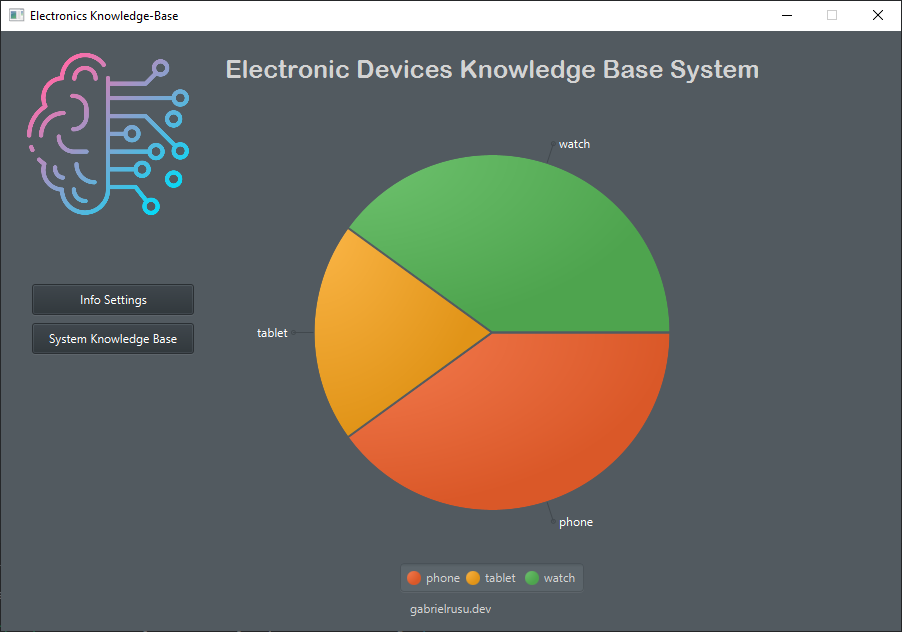 Electronics Knowledge-Base
Electronic Devices Knowledge Base System
watch
Info Settings
System Knowledge Base
tablet
phone
phone tablet watch
gabrielrusu.dev